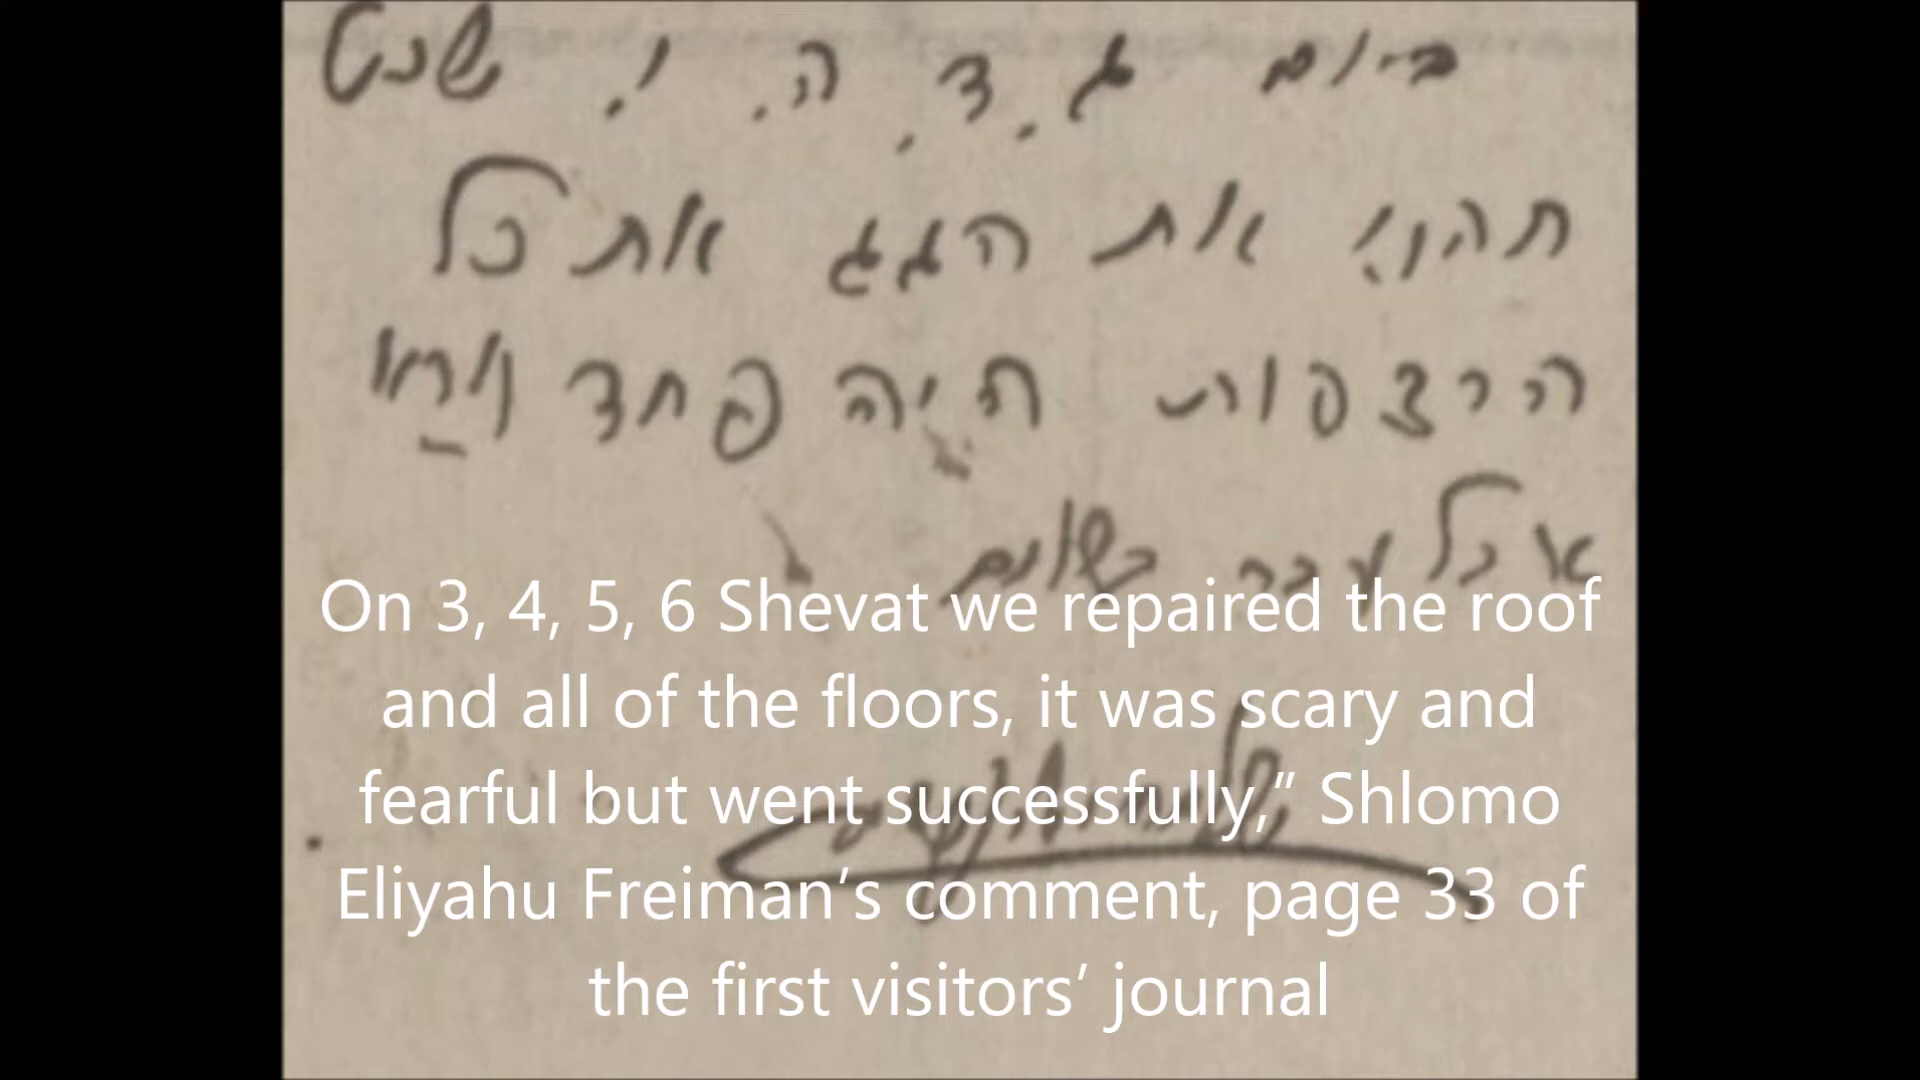 ביום ג. ד. ה. ו. שבט
תקנו את הגג את כל
הרצפות היה פחד
אבל עבר בשלום
On 3, 4, 5, 6 Shevat we repaired the roof
and all of the floors, it was scary and
fearful but went successfully,” Shlomo
Eliyahu Freiman’s comment, page 33 of
the first visitors’ journal